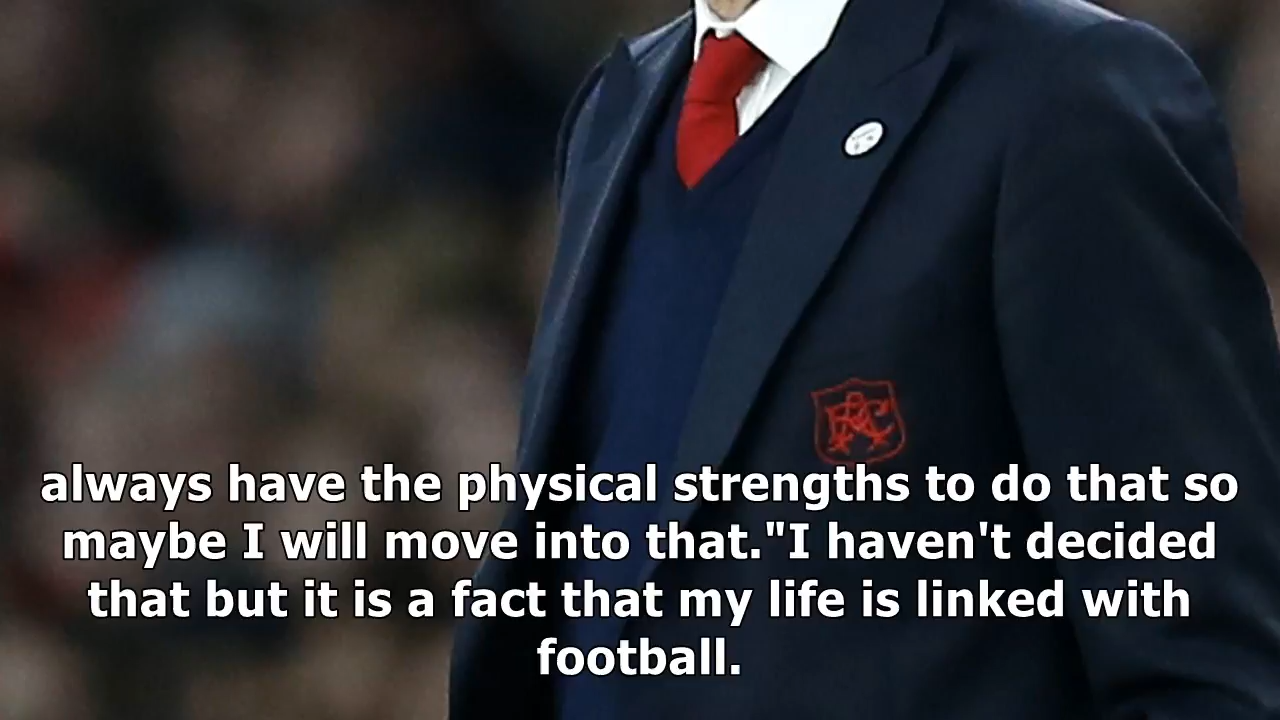 always have the physical strengths to do that so
maybe I will move into that."I haven't decided
that but it is a fact that my life is linked with
football.